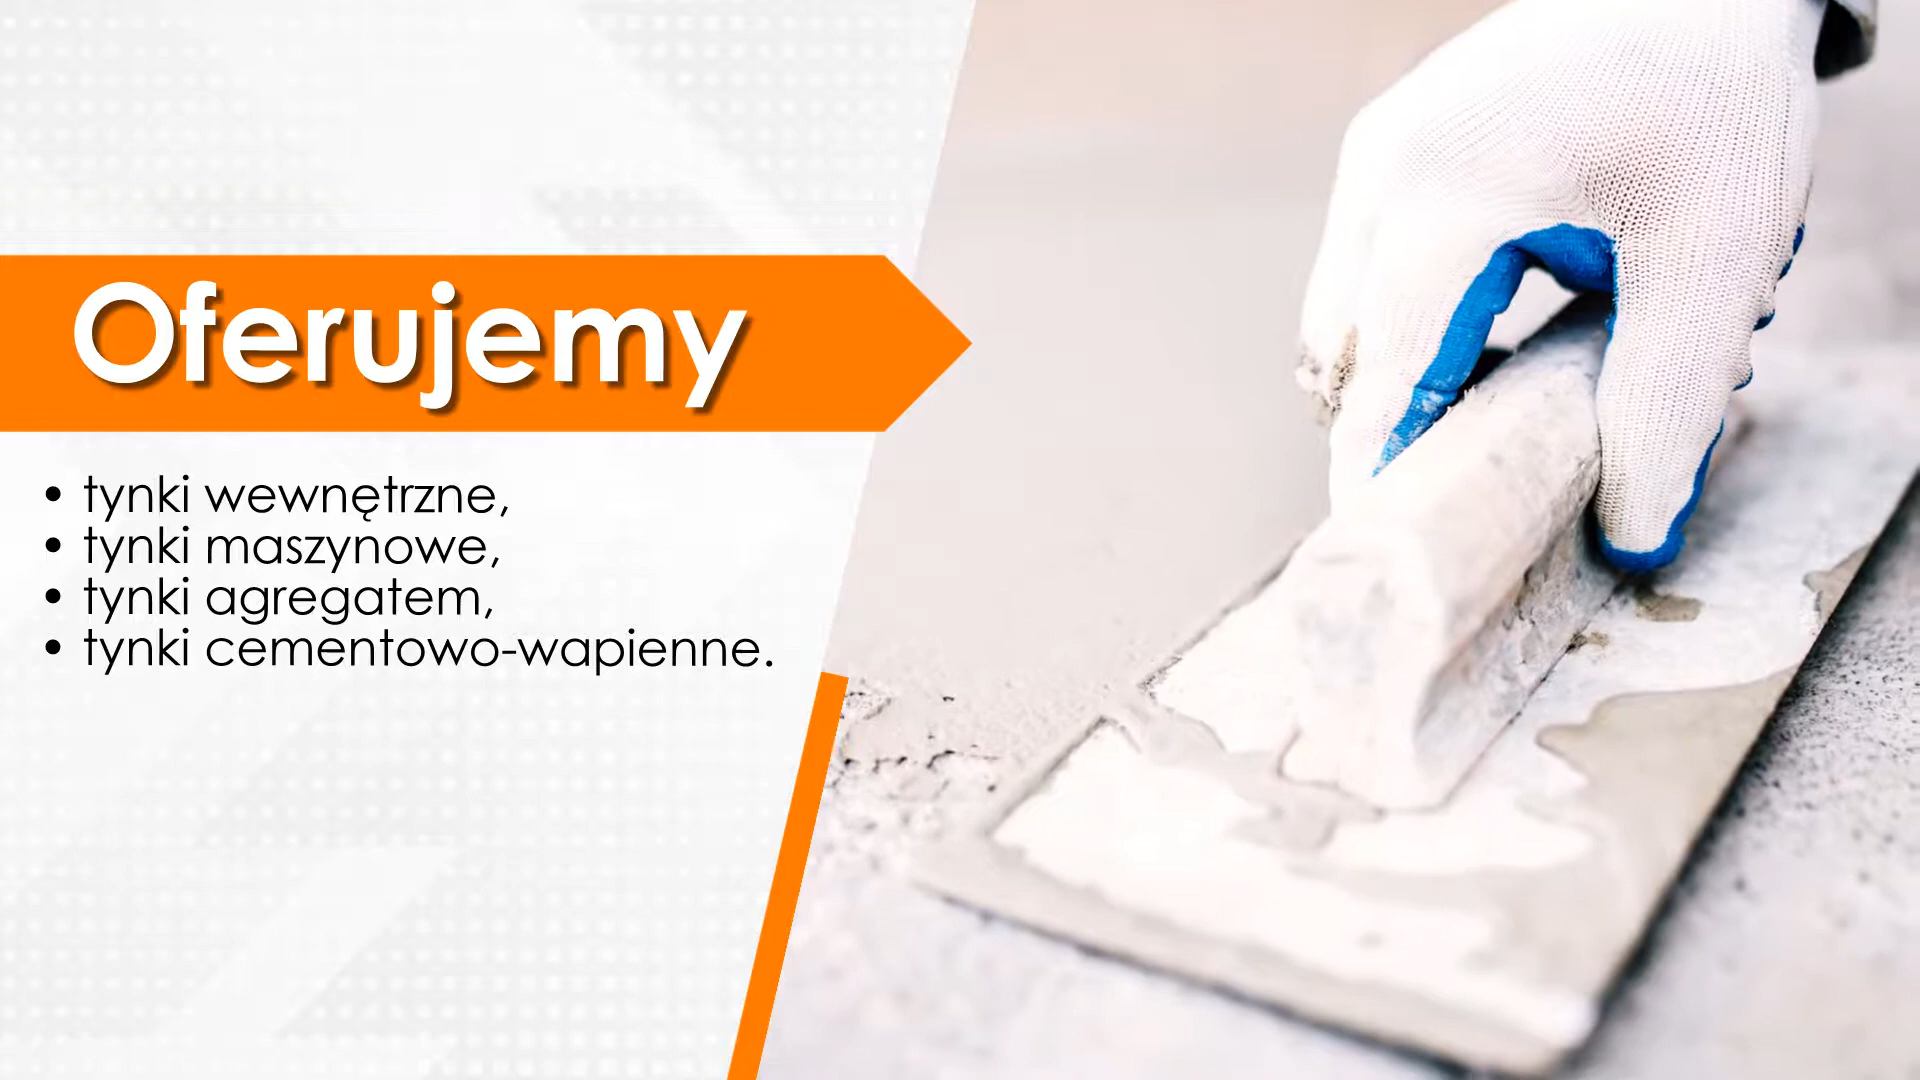 Oferujemy
• tynki wewnętrzne,
• tynki maszynowe,
• tynki agregatem,
• tynki cementowo-wapienne.